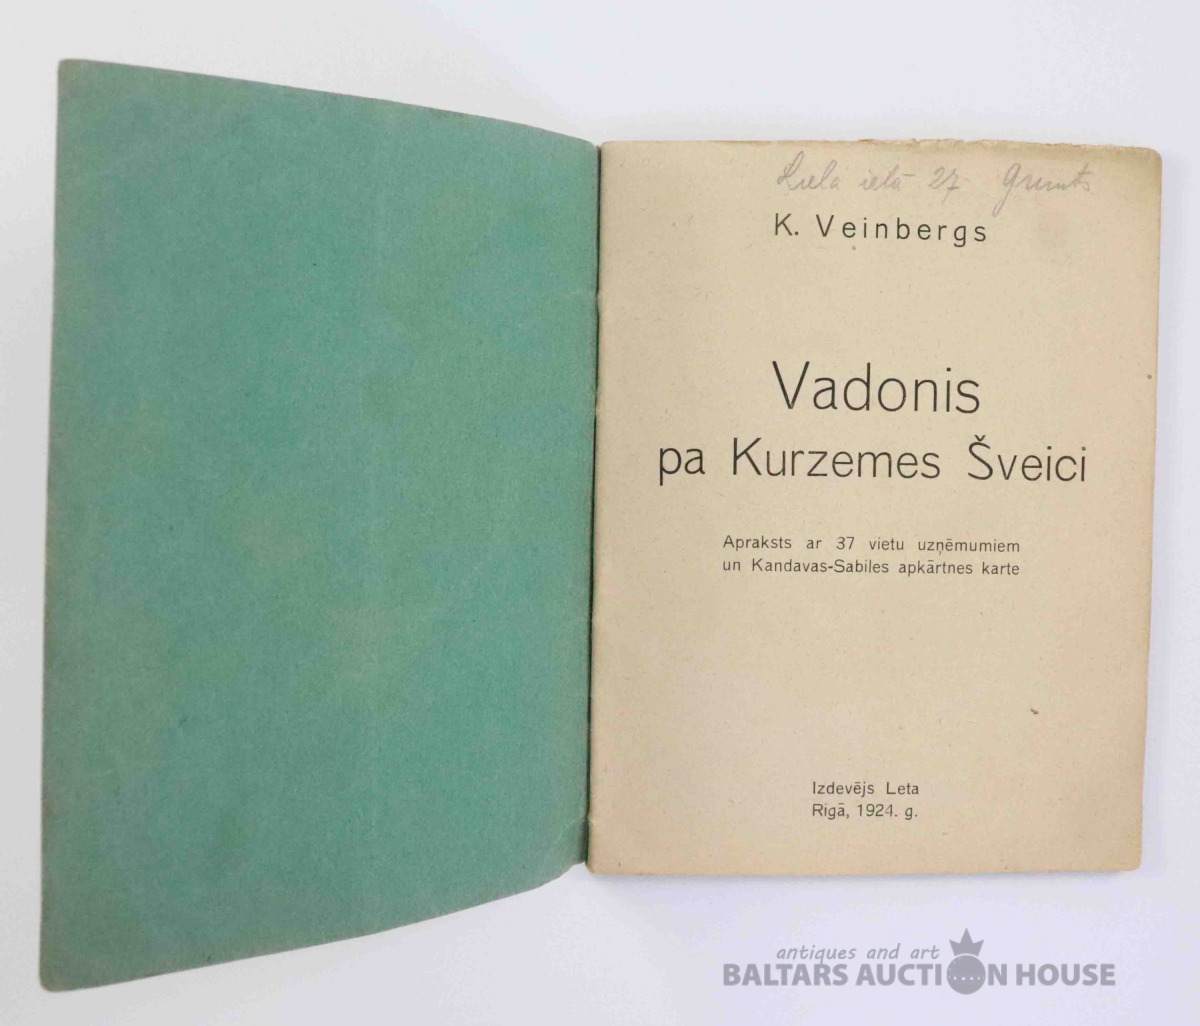 Liela ielā 27 Grunts
K. Veinbergs
Vadonis
pa Kurzemes Šveici
Apraksts ar 37 vietu uzņēmumiem
un Kandavas-Sabiles apkārtnes karte
Izdevējs Leta
Rīgā, 1924. g.
antiques and art
BALTARS AUCTION HOUSE